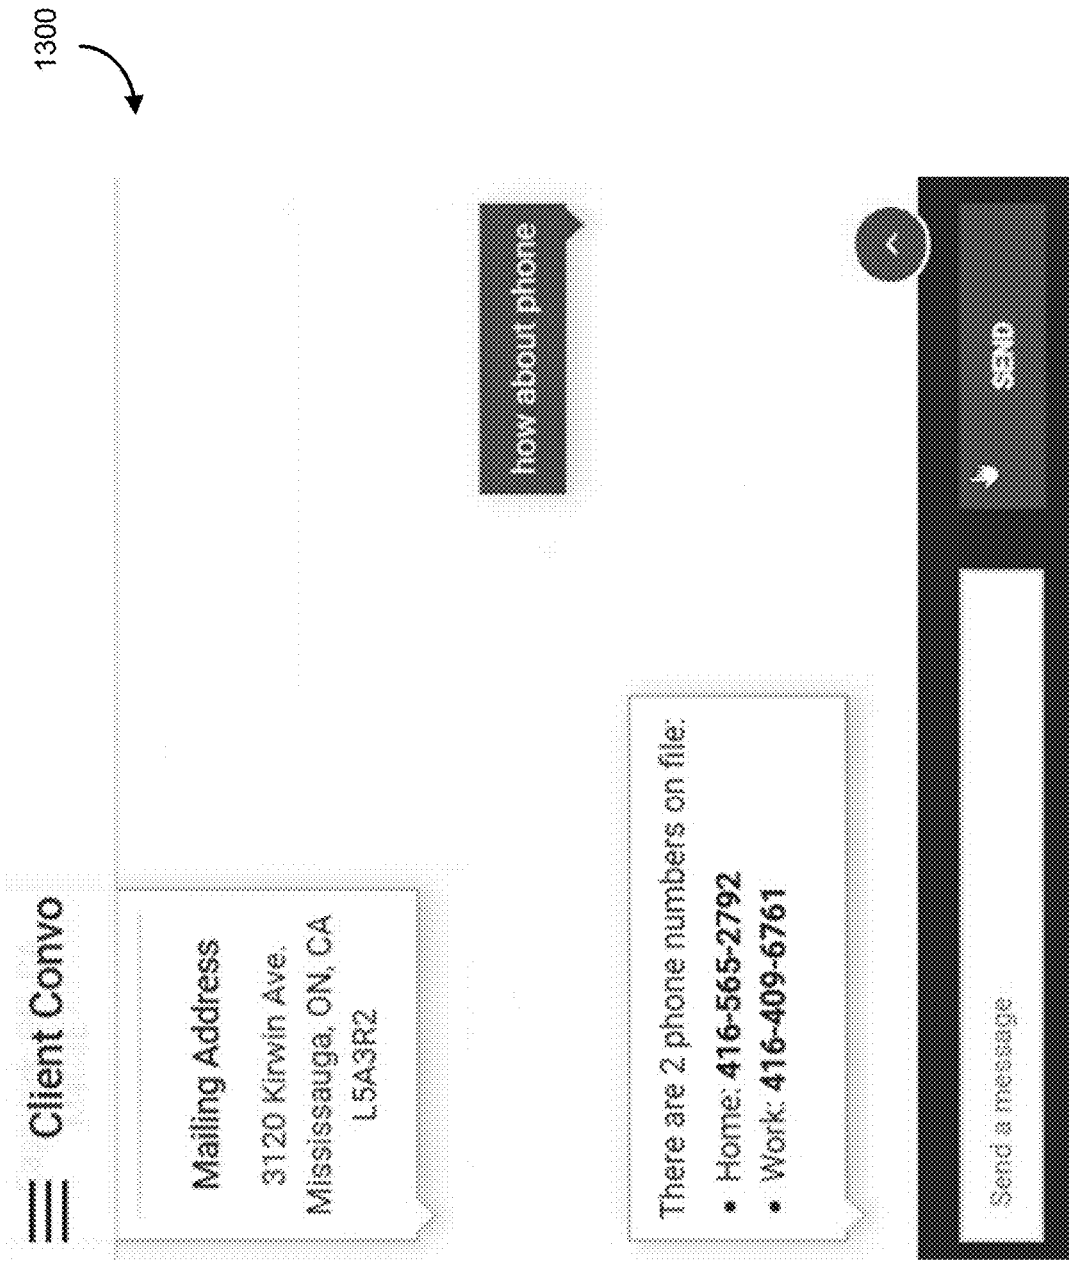 1300
Client Convo
Mailing Address
3120 Kirwin Ave.
Mississauga, ON, CA
L5A3R2
how about phone
There are 2 phone numbers on file:
• Home: 416-565-2792
• Work: 416-409-6761
Send a message
SEND